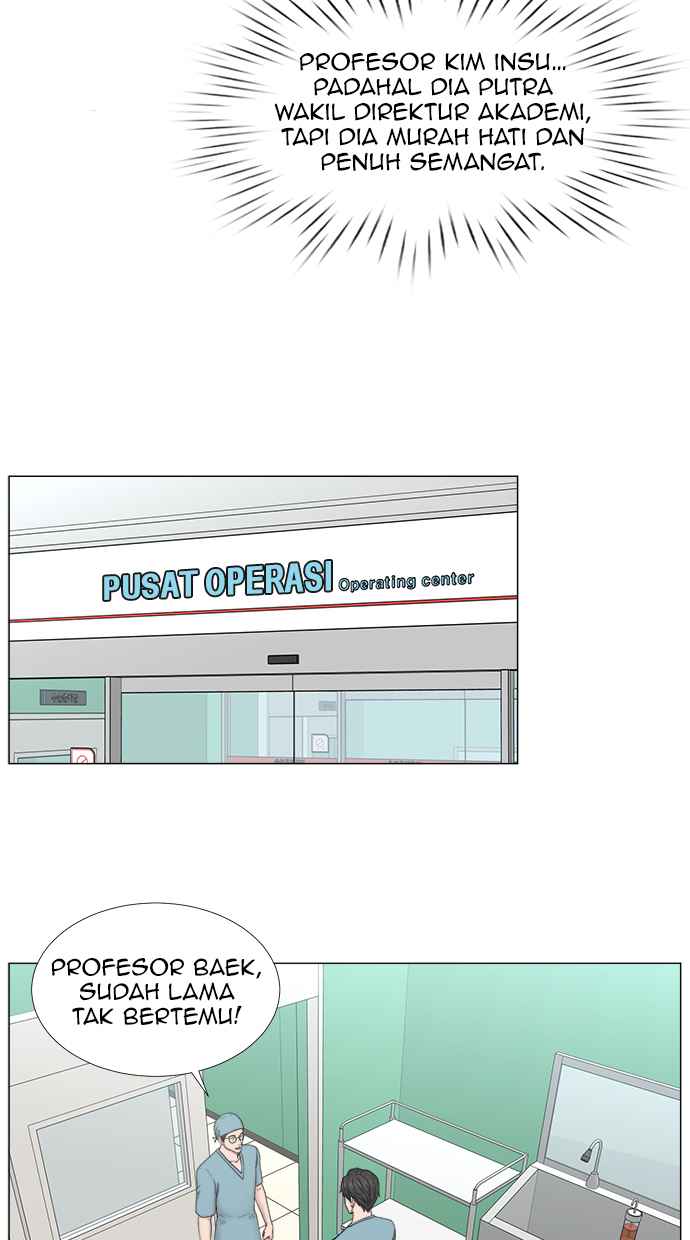 PROFESOR KIM INSU...
PADAHAL DIA PUTRA
WAKIL DIREKTUR AKADEMI,
TAPI DIA MURAH HATI DAN
PENUH SEMANGAT.
PUSAT OPERASI Operating center
PROFESOR BAEK,
SUDAH LAMA
TAK BERTEMU!